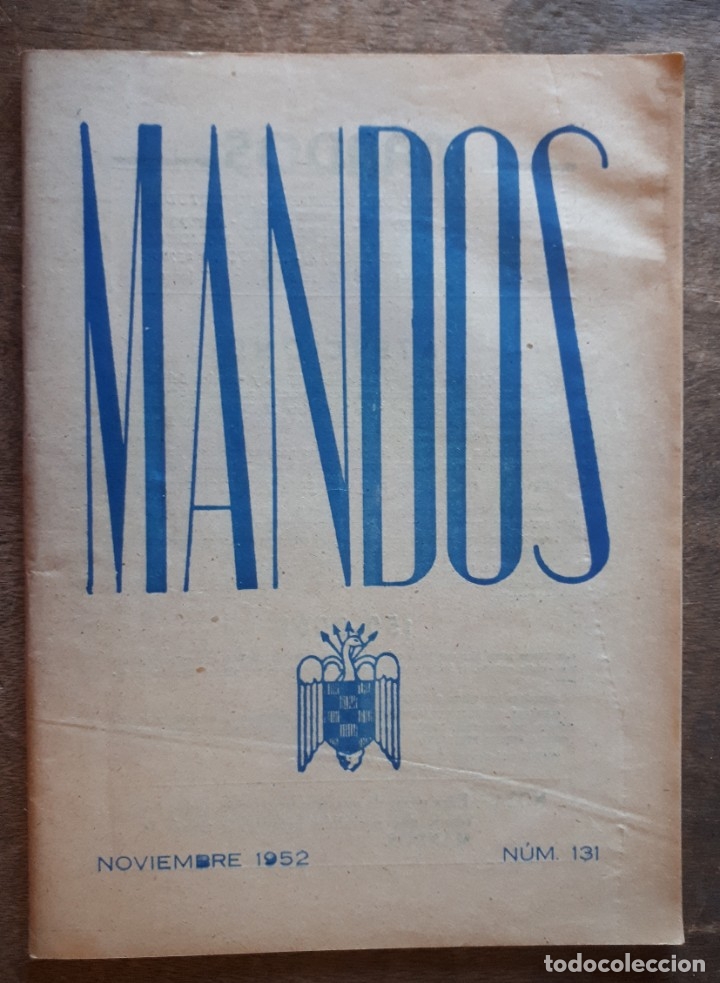 MANDOS
NOVIEMBRE 1952
NÚM. 131
todocoleccion